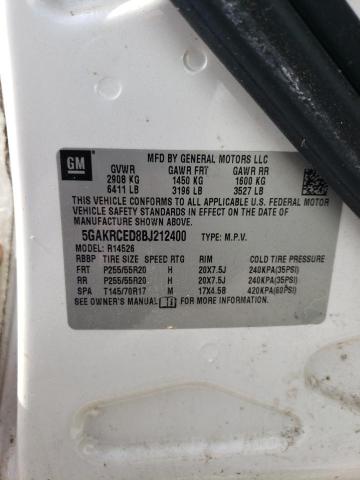 GM
MFD BY GENERAL MOTORS LLC
GVWR GAWR FRT GAWR RR
2908 KG 1450 KG 1600 KG
6411 LB 3196 LB 3527 LB
THIS VEHICLE CONFORMS TO ALL APPLICABLE U.S. FEDERAL
MOTOR VEHICLE SAFETY AND THEFT PREVENTION
STANDARDS IN EFFECT ON THE DATE OF MANUFACTURE SHOWN ABOVE.
5GAKRCED8BJ212400 TYPE: M.P.V.
MODEL: R14526
RBBP TIRE SIZE SPEED RTG RIM COLD TIRE PRESSURE
FRT P255/55R20 H 20X7.5J 240KPA(35PSI)
RR P255/55R20 H 20X7.5J 240KPA(35PSI)
SPA T145/70R17 M 17X4.5B 420KPA(60PSI)
SEE OWNER'S MANUAL FOR MORE INFORMATION.